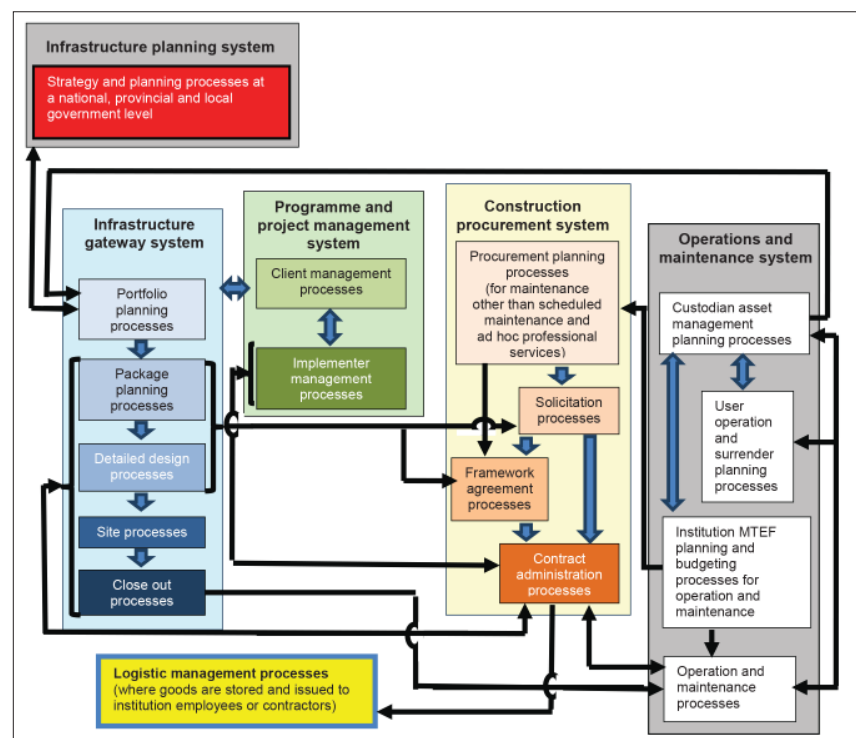 Infrastructure planning system
Strategy and planning processes at
a national, provincial and local
government level
Infrastructure
gateway system
Portfolio
planning
processes
Package
planning
processes
Detailed design
processes
Site processes
Close out
processes
Programme and
project management
system
Client management
processes
Implementer
management processes
Construction
procurement system
Procurement planning
processes
(for maintenance
other than scheduled
maintenance and
ad hoc professional
services)
Solicitation
processes
Framework
agreement
processes
Contract
administration
processes
Operations and
maintenance system
Custodian asset
management
planning processes
User
operation
and
surrender
planning
processes
Institution MTEF
planning and
budgeting
processes for
operation and
maintenance
Operation and
maintenance
processes
Logistic management processes
(where goods are stored and issued to
institution employees or contractors)